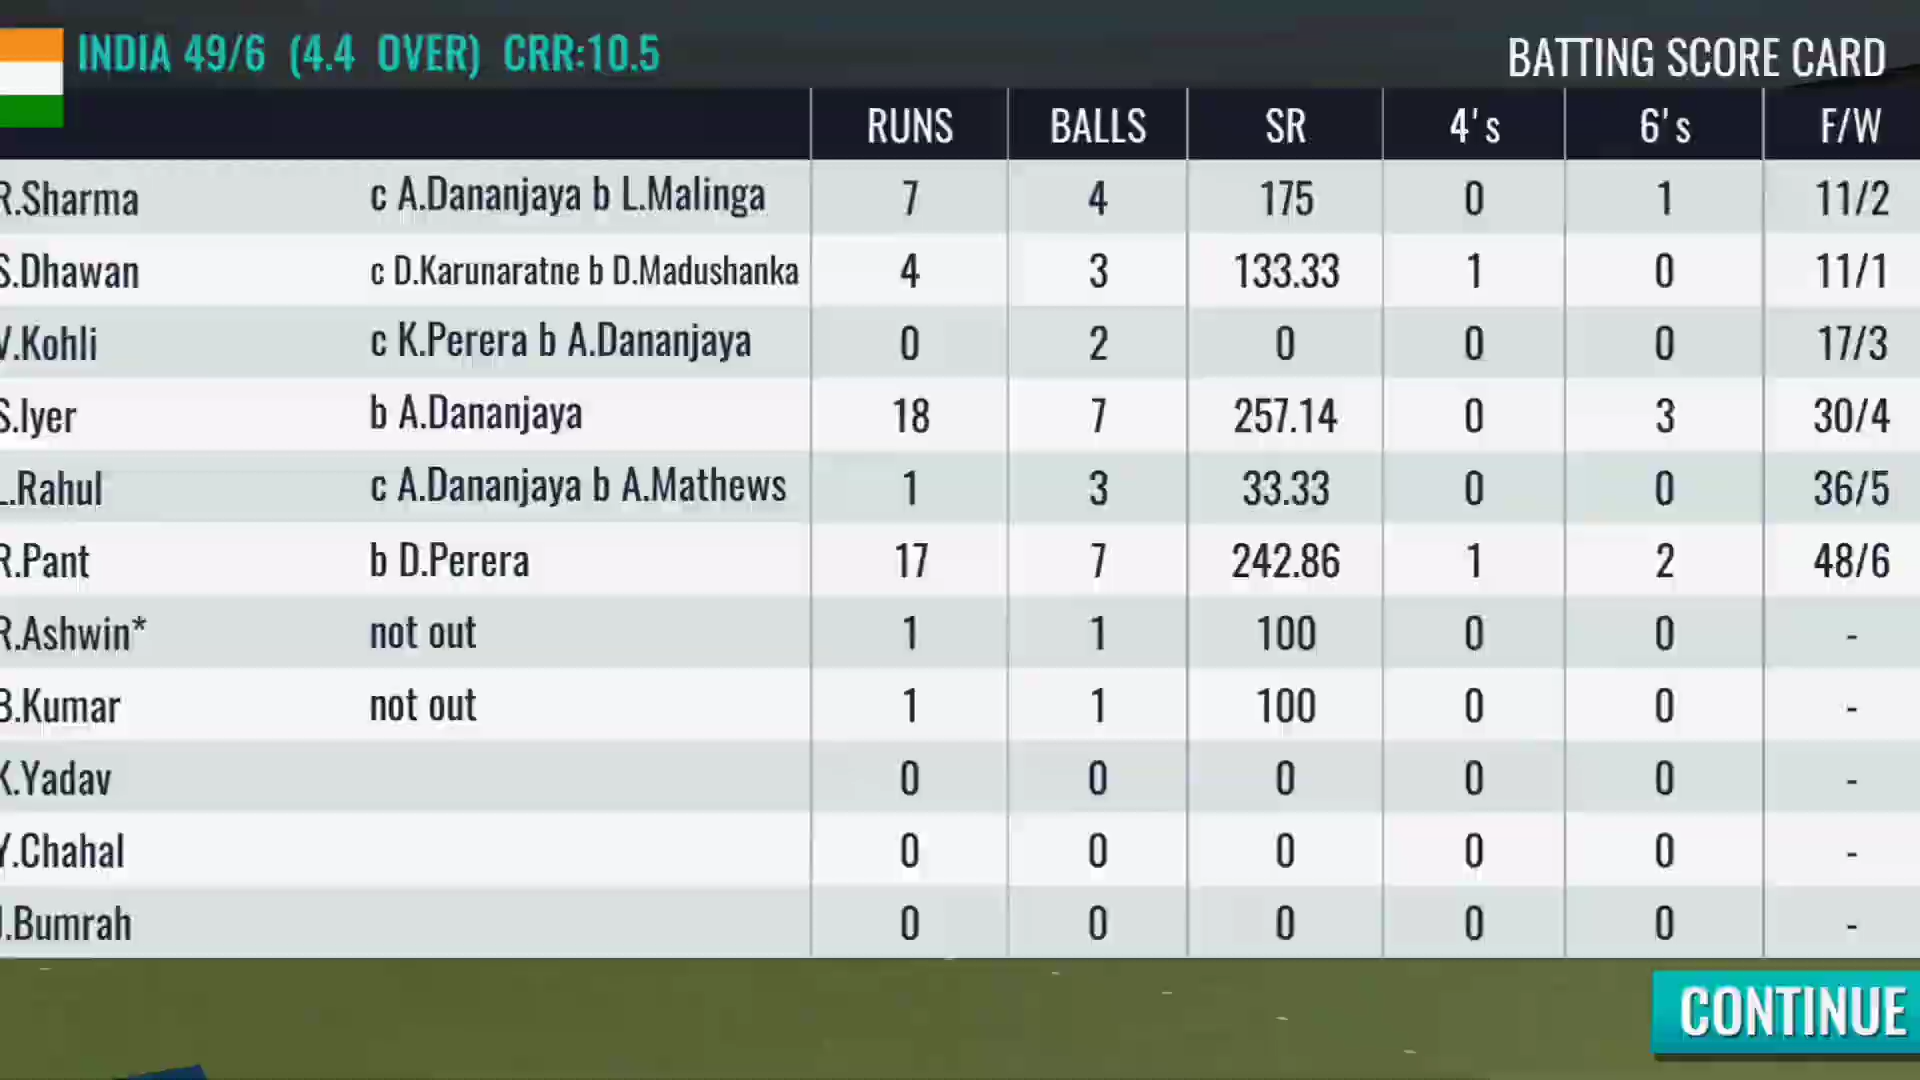 INDIA 49/6 (4.4 OVER) CRR:10.5
BATTING SCORE CARD
RUNS BALLS SR 4's 6's F/W
R.Sharma c A.Dananjaya b L.Malinga 7 4 175 0 1 11/2
S.Dhawan c D.Karunaratne b D.Madushanka 4 3 133.33 1 0 11/1
V.Kohli c K.Perera b A.Dananjaya 0 2 0 0 0 17/3
S.Iyer b A.Dananjaya 18 7 257.14 0 3 30/4
L.Rahul c A.Dananjaya b A.Mathews 1 3 33.33 0 0 36/5
R.Pant b D.Perera 17 7 242.86 1 2 48/6
R.Ashwin* not out 1 1 100 0 0 -
B.Kumar not out 1 1 100 0 0 -
K.Yadav 0 0 0 0 0 -
Y.Chahal 0 0 0 0 0 -
J.Bumrah 0 0 0 0 0 -
CONTINUE